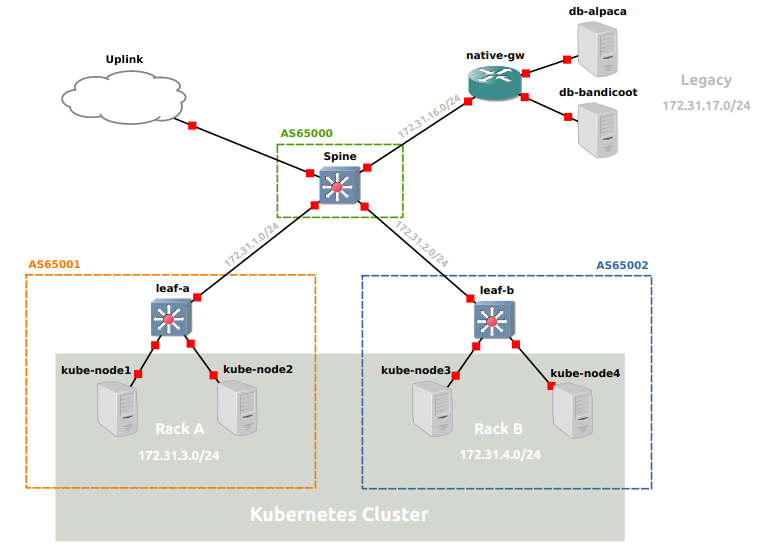 db-alpaca
Uplink
native-gw
Legacy
db-bandicoot
172.31.17.0/24
172.31.16.0/24
AS65000
Spine
172.31.1.0/24
172.31.2.0/24
AS65001
AS65002
leaf-a
leaf-b
kube-node1
kube-node2
kube-node3
kube-node4
Rack A
Rack B
172.31.3.0/24
172.31.4.0/24
Kubernetes Cluster